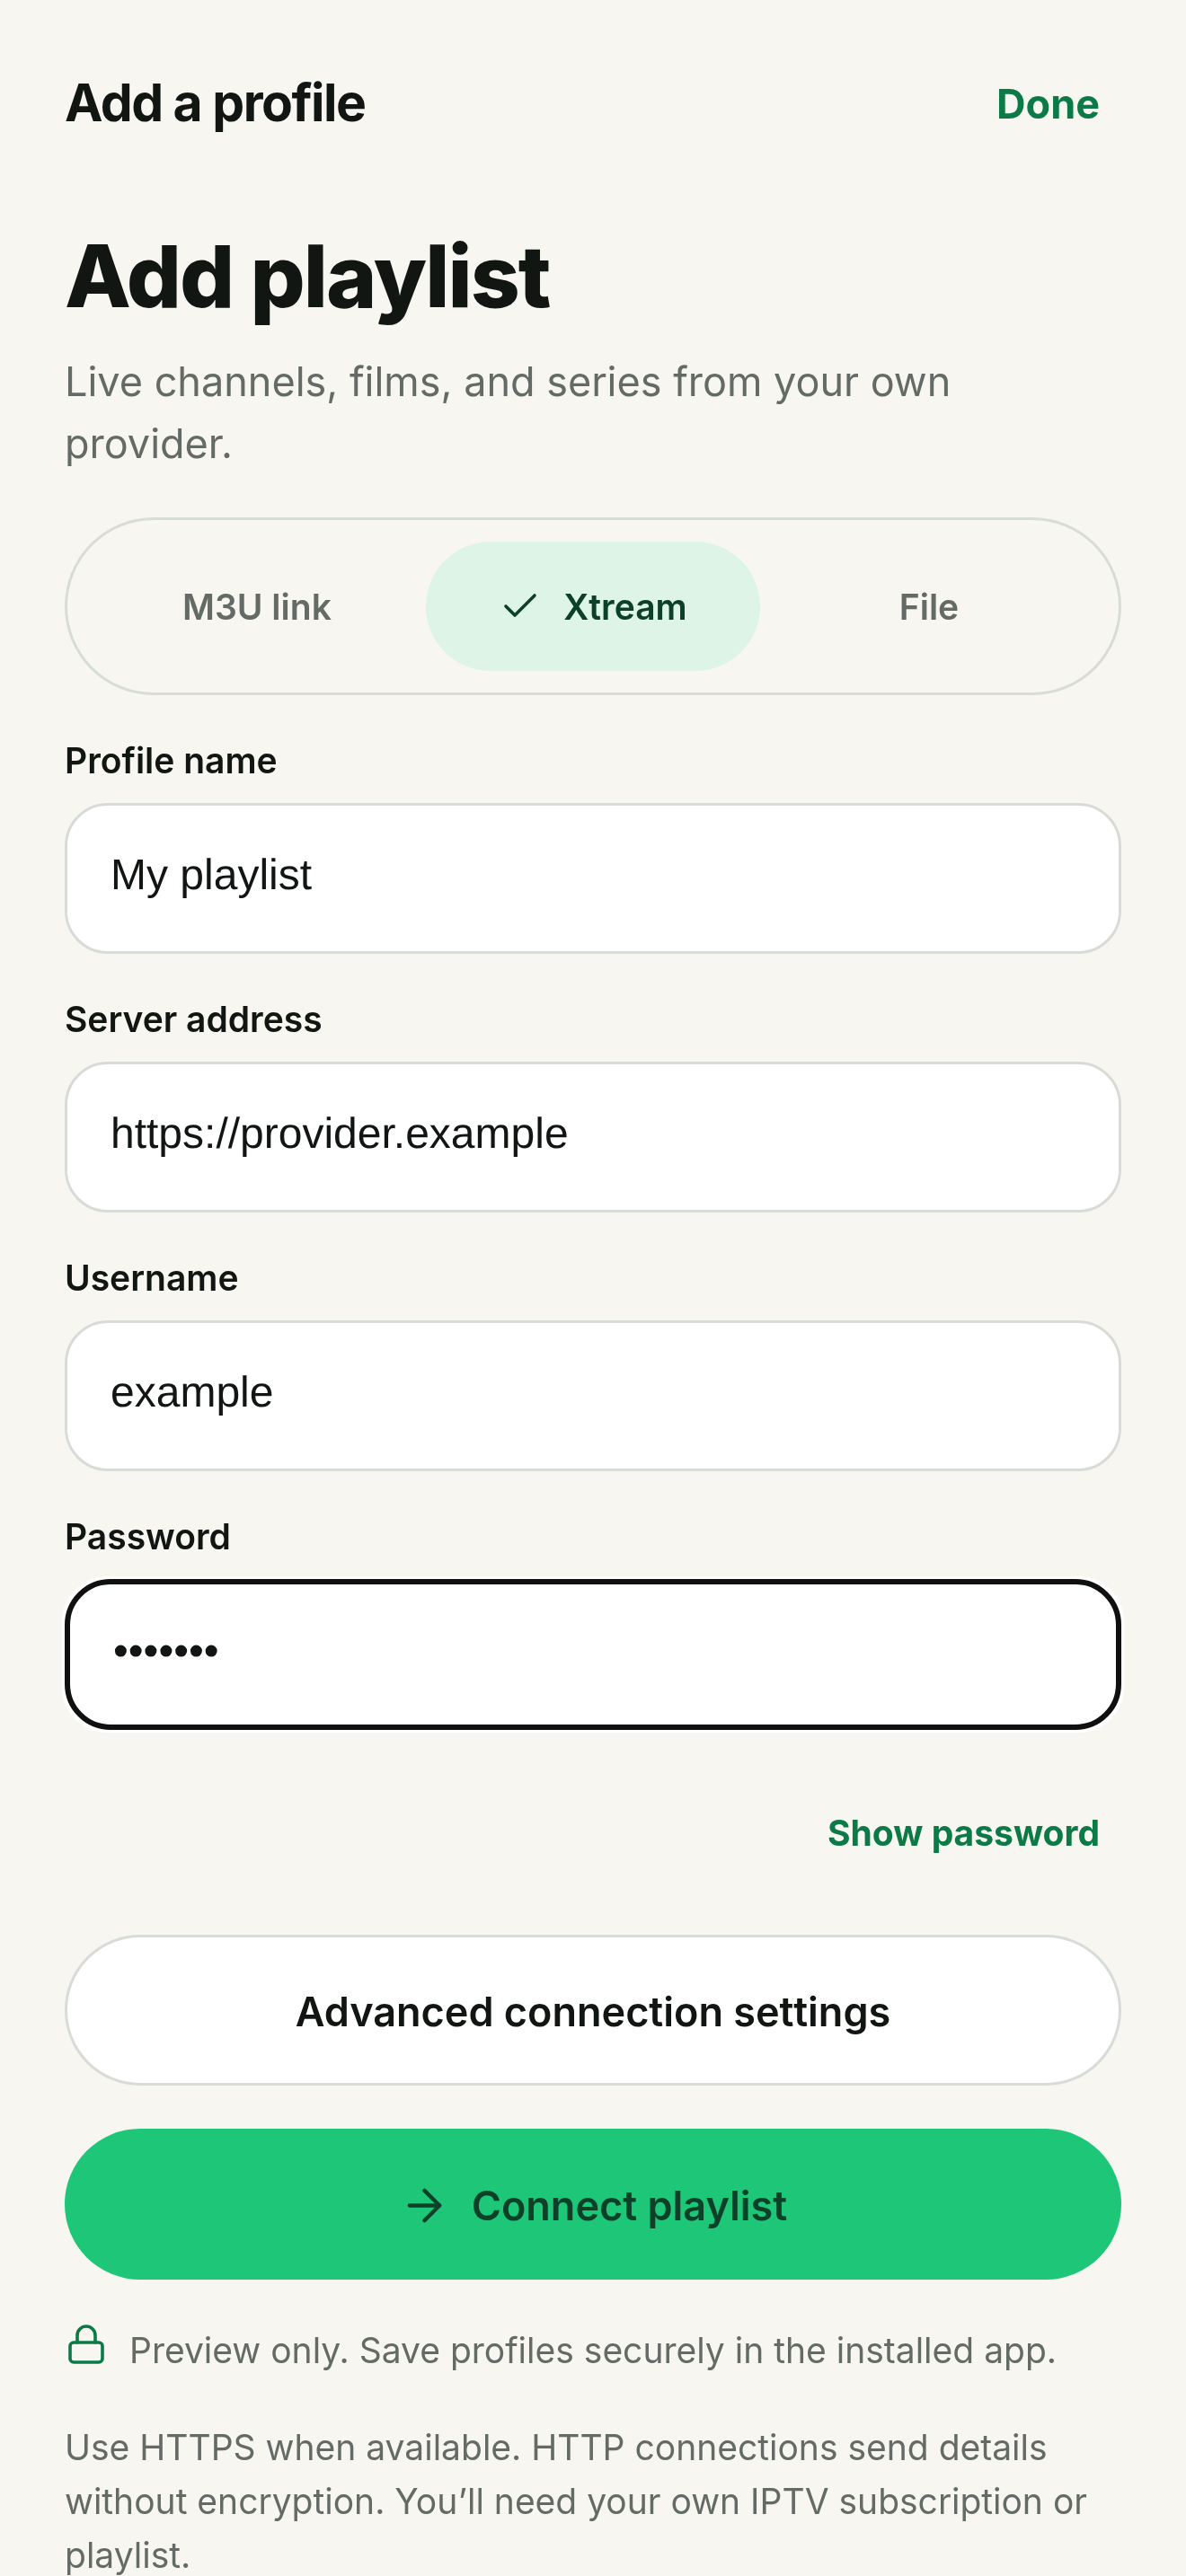 Add a profile
Done
Add playlist
Live channels, films, and series from your own
provider.
M3U link
Xtream
File
Profile name
My playlist
Server address
https://provider.example
Username
example
Password
•••••••
Show password
Advanced connection settings
Connect playlist
Preview only. Save profiles securely in the installed app.
Use HTTPS when available. HTTP connections send details
without encryption. You’ll need your own IPTV subscription or
playlist.